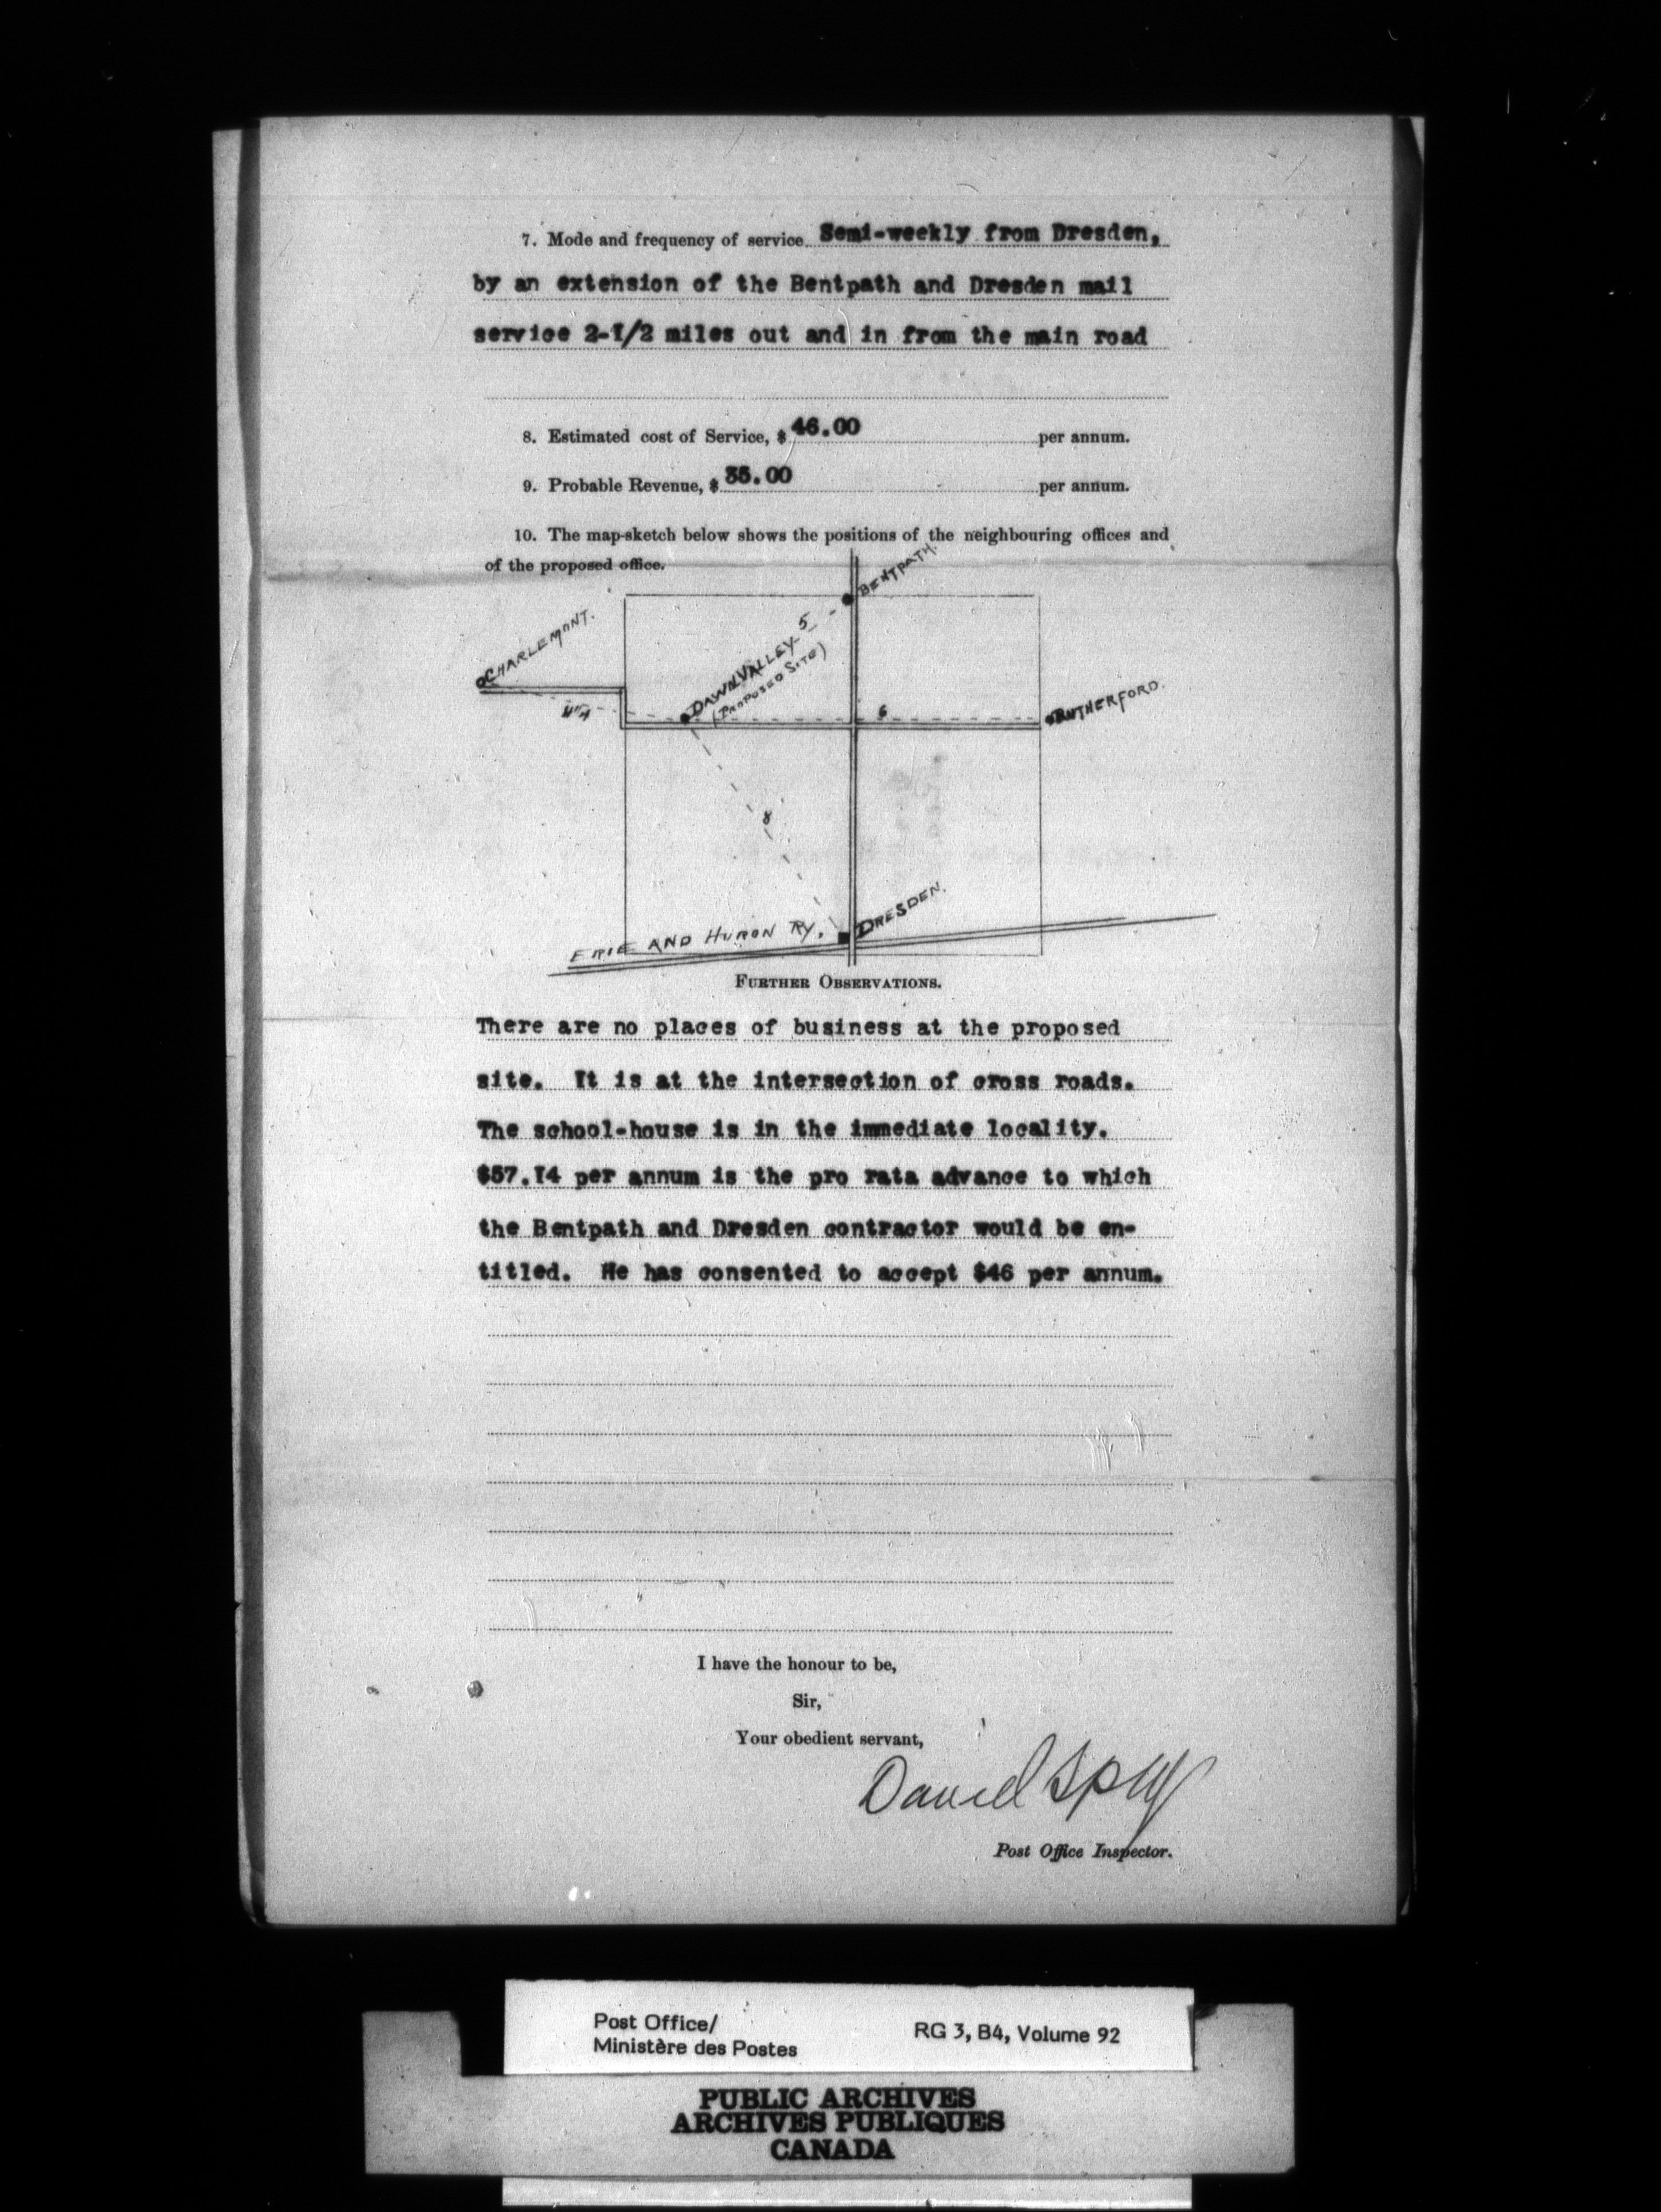 7. Mode and frequency of service Semi-weekly from Dresden,
by an extension of the Bentpath and Dresden mail
service 2-1/2 miles out and in from the main road
8. Estimated cost of Service, $ 46.00 per annum.
9. Probable Revenue, $ 35.00 per annum.
10. The map-sketch below shows the positions of the neighbouring offices and
of the proposed office.
BENTPATH.
CHARLEMONT.
5
DAWN VALLEY
(PROPOSED SITE)
6
RUTHERFORD.
8
DRESDEN.
ERIE AND HURON RY.
FURTHER OBSERVATIONS.
There are no places of business at the proposed
site. It is at the intersection of cross roads.
The school-house is in the immediate locality.
$57.14 per annum is the pro rata advance to which
the Bentpath and Dresden contractor would be en-
titled. He has consented to accept $46 per annum.
I have the honour to be,
Sir,
Your obedient servant,
David Spry
Post Office Inspector.
Post Office/
Ministère des Postes
RG 3, B4, Volume 92
PUBLIC ARCHIVES
ARCHIVES PUBLIQUES
CANADA